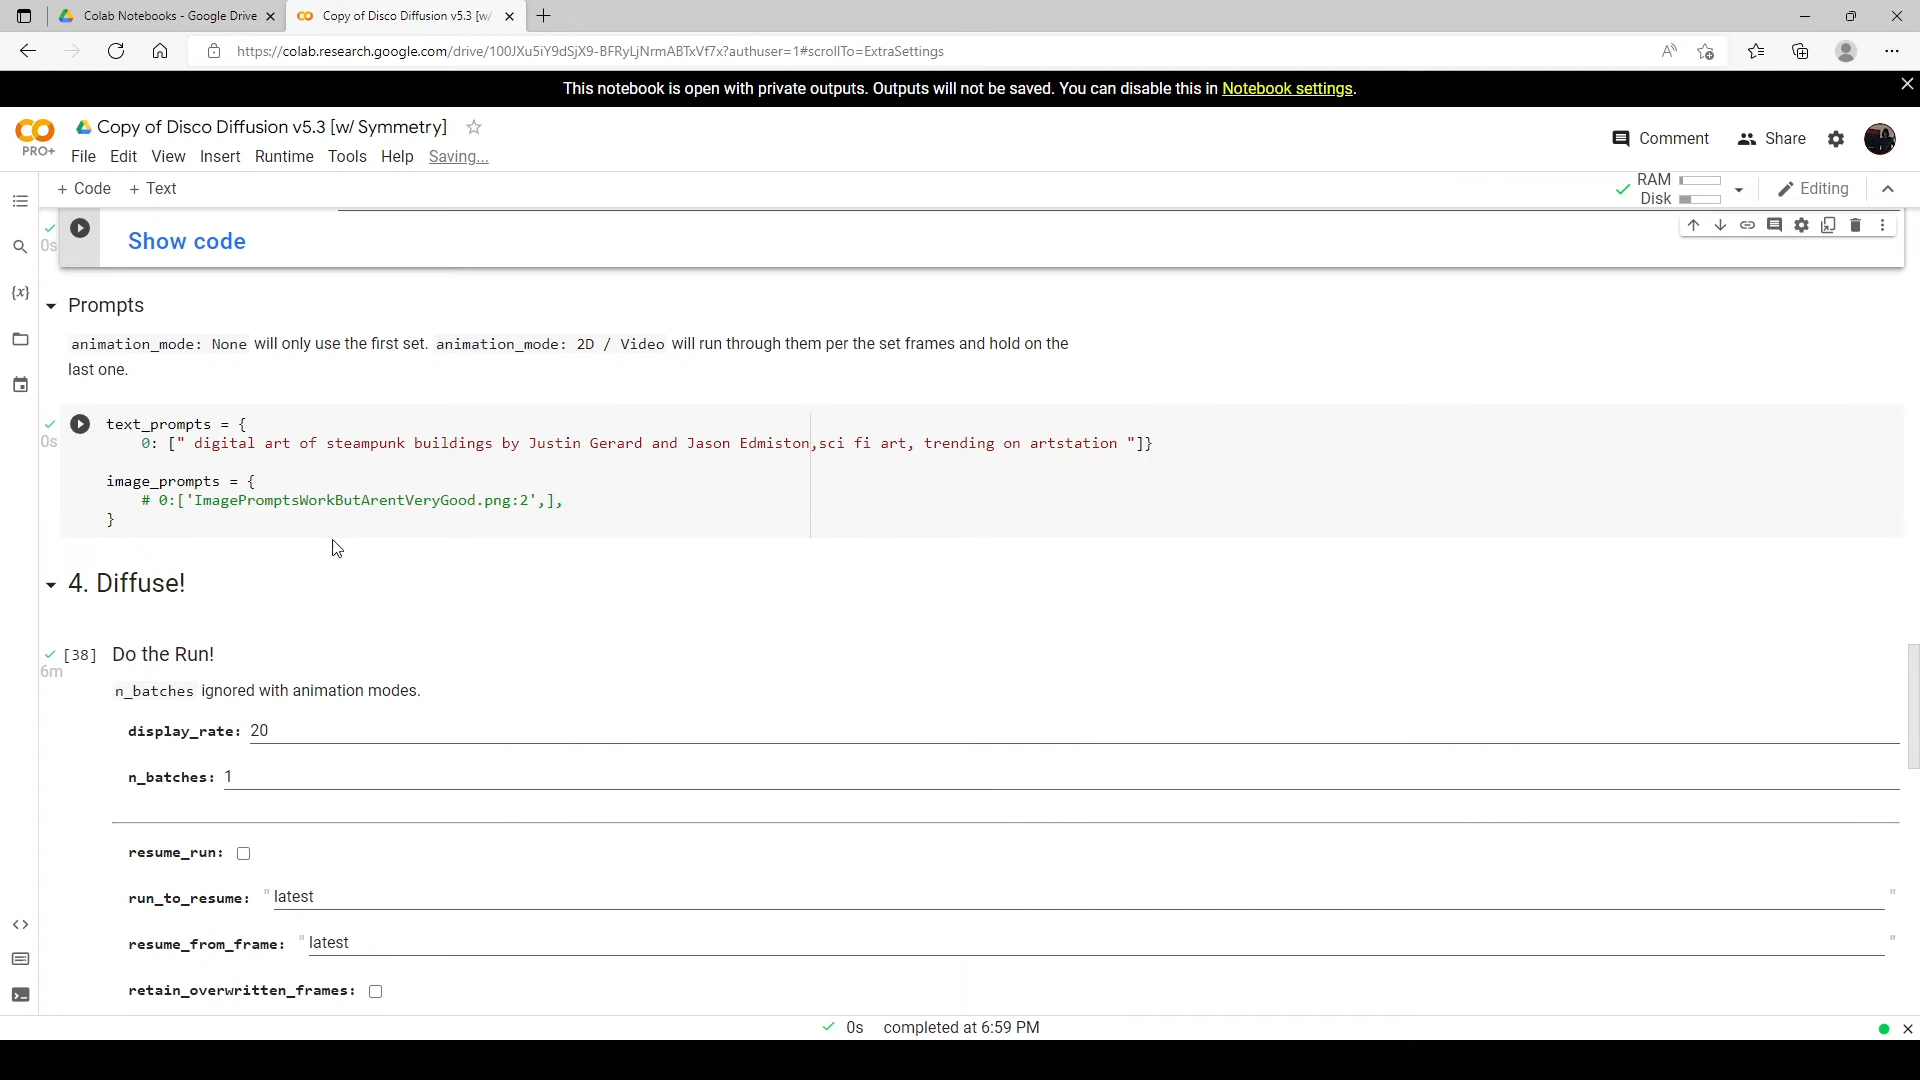 Colab Notebooks - Google Drive
Copy of Disco Diffusion v5.3 [w/
https://colab.research.google.com/drive/100JXu5iY9dSjX9-BFRyLjNrmABTxVf7x?authuser=1#scrollTo=ExtraSettings
This notebook is open with private outputs. Outputs will not be saved. You can disable this in Notebook settings.
Copy of Disco Diffusion v5.3 [w/ Symmetry]
PRO+
File Edit View Insert Runtime Tools Help Saving...
Comment Share
+ Code + Text
RAM
Disk
Editing
0s
Show code
Prompts
animation_mode: None will only use the first set. animation_mode: 2D / Video will run through them per the set frames and hold on the
last one.
0s
text_prompts = {
0: [" digital art of steampunk buildings by Justin Gerard and Jason Edmiston,sci fi art, trending on artstation "]}
image_prompts = {
# 0:['ImagePromptsWorkButArentVeryGood.png:2',],
}
4. Diffuse!
[38] Do the Run!
6m
n_batches ignored with animation modes.
display_rate: 20
n_batches: 1
resume_run:
run_to_resume: " latest "
resume_from_frame: " latest "
retain_overwritten_frames:
0s completed at 6:59 PM